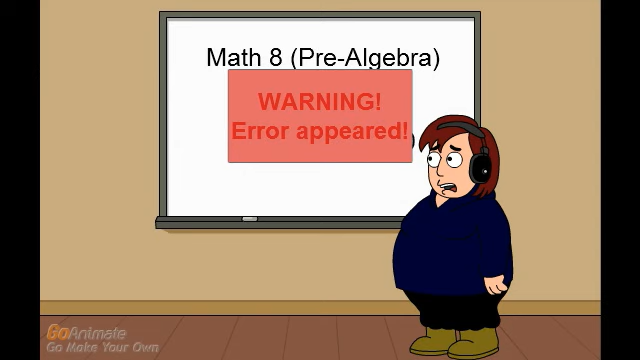 Math 8 (Pre-Algebra)
WARNING!
Error appeared!
GoAnimate
Go Make Your Own